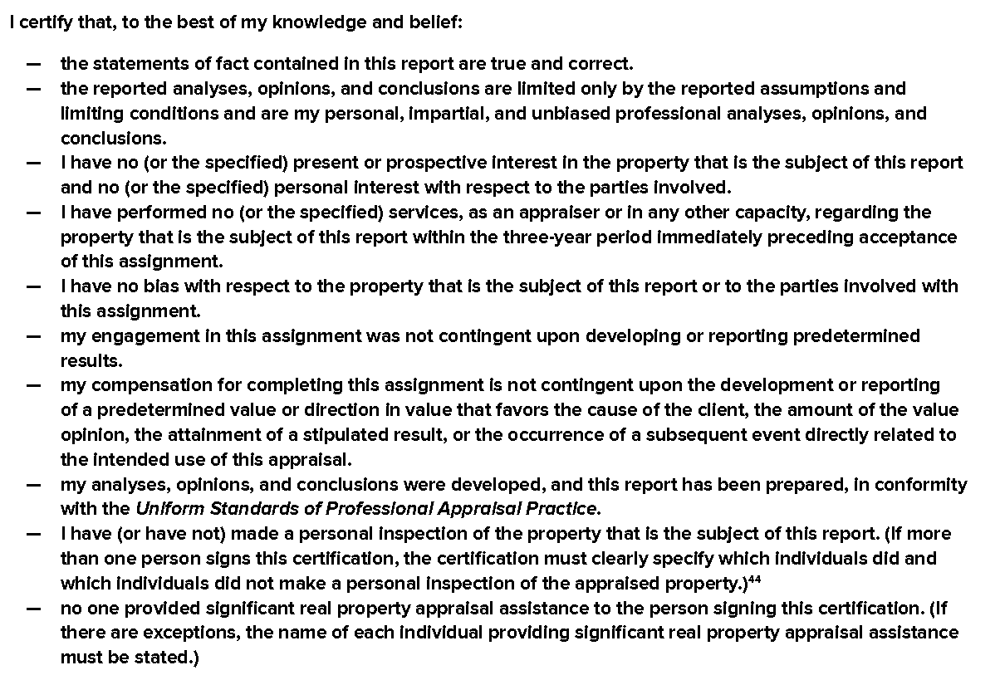 I certify that, to the best of my knowledge and belief:
— the statements of fact contained in this report are true and correct.
— the reported analyses, opinions, and conclusions are limited only by the reported assumptions and
limiting conditions and are my personal, impartial, and unbiased professional analyses, opinions, and
conclusions.
— I have no (or the specified) present or prospective interest in the property that is the subject of this report
and no (or the specified) personal interest with respect to the parties involved.
— I have performed no (or the specified) services, as an appraiser or in any other capacity, regarding the
property that is the subject of this report within the three-year period immediately preceding acceptance
of this assignment.
— I have no bias with respect to the property that is the subject of this report or to the parties involved with
this assignment.
— my engagement in this assignment was not contingent upon developing or reporting predetermined
results.
— my compensation for completing this assignment is not contingent upon the development or reporting
of a predetermined value or direction in value that favors the cause of the client, the amount of the value
opinion, the attainment of a stipulated result, or the occurrence of a subsequent event directly related to
the intended use of this appraisal.
— my analyses, opinions, and conclusions were developed, and this report has been prepared, in conformity
with the Uniform Standards of Professional Appraisal Practice.
— I have (or have not) made a personal inspection of the property that is the subject of this report. (If more
than one person signs this certification, the certification must clearly specify which individuals did and
which individuals did not make a personal inspection of the appraised property.)⁴⁴
— no one provided significant real property appraisal assistance to the person signing this certification. (If
there are exceptions, the name of each individual providing significant real property appraisal assistance
must be stated.)